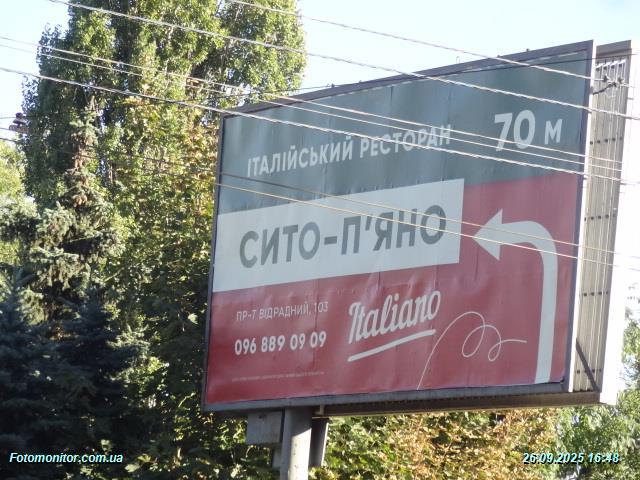 ІТАЛІЙСЬКИЙ РЕСТОРАН 70 М
СИТО-П'ЯНО
ПР-Т ВІДРАДНИЙ, 103
Italiano
096 889 09 09
Fotomonitor.com.ua
26.09.2025 16:48